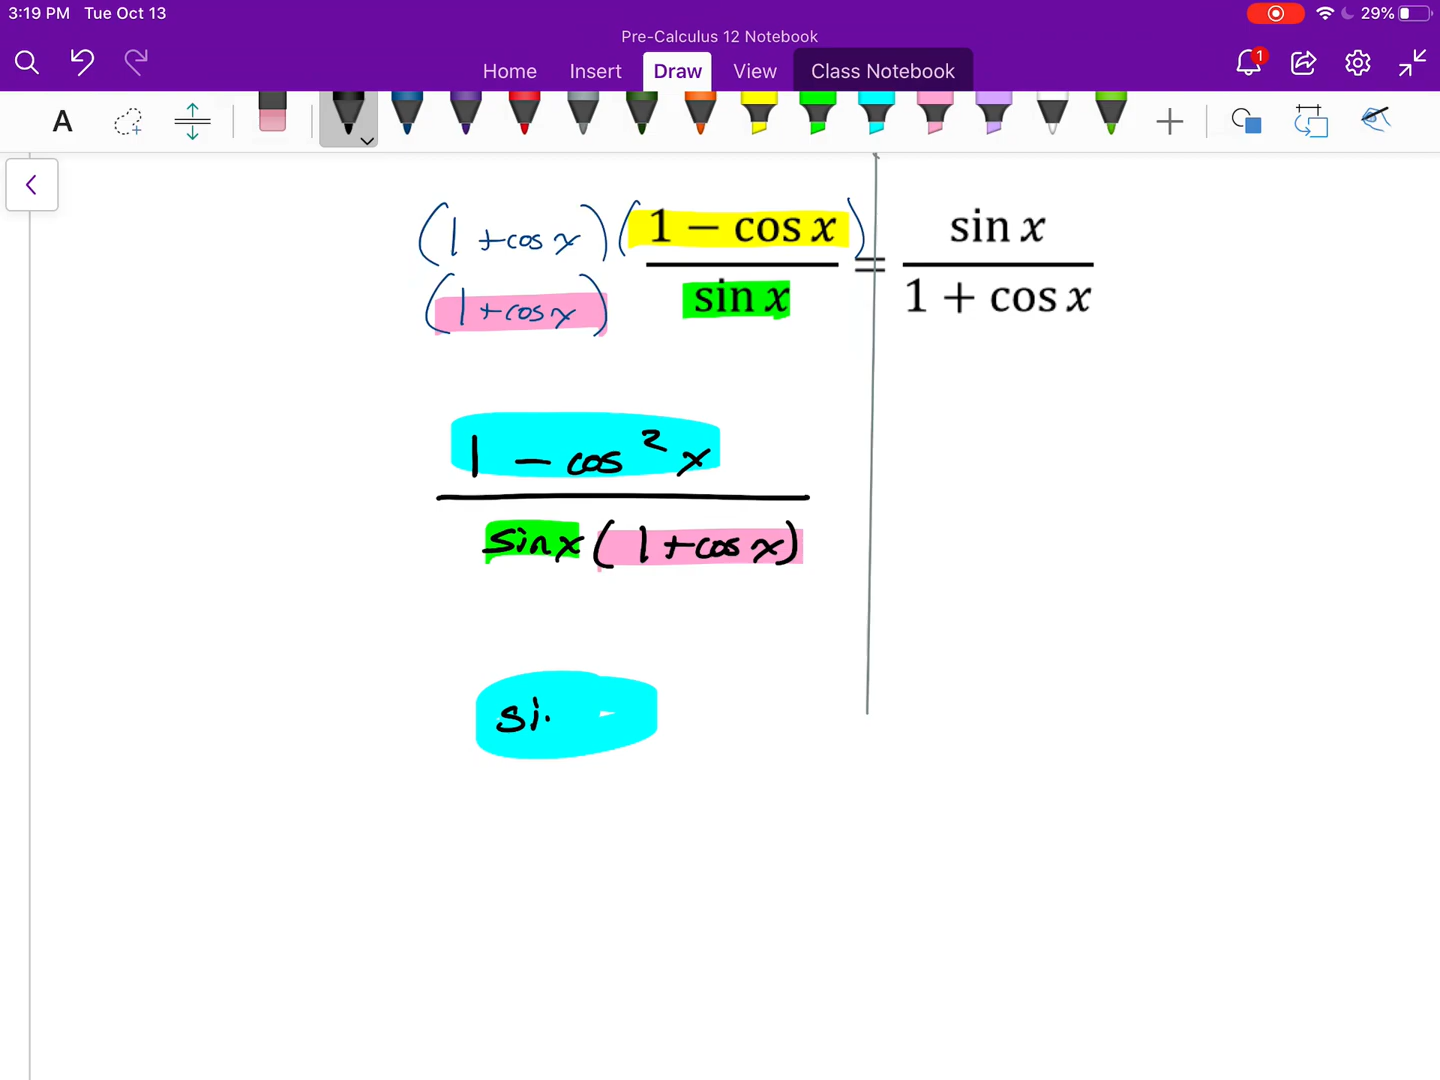 3:19 PM Tue Oct 13
29%
Pre-Calculus 12 Notebook
Home Insert Draw View Class Notebook
1
A
(1 + cos x) (1 − cos x) sin x
=
(1 + cos x) sin x 1 + cos x
1 − cos² x
sin x (1 + cos x)
si